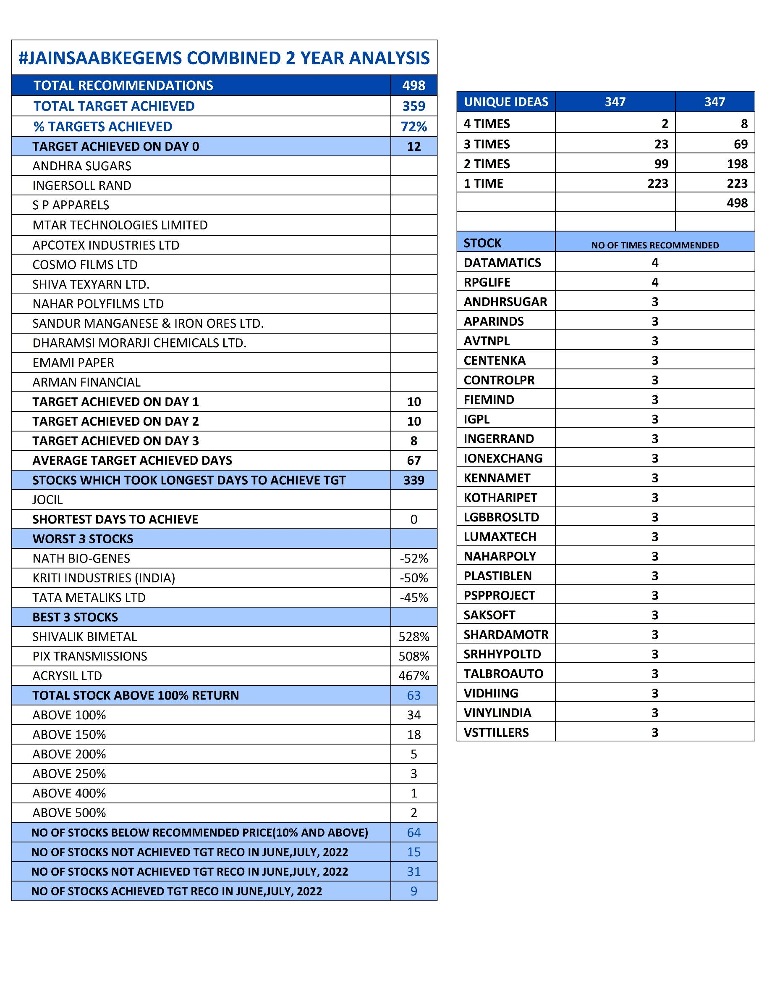 #JAINSAABKEGEMS COMBINED 2 YEAR ANALYSIS
TOTAL RECOMMENDATIONS 498
TOTAL TARGET ACHIEVED 359
% TARGETS ACHIEVED 72%
TARGET ACHIEVED ON DAY 0 12
ANDHRA SUGARS
INGERSOLL RAND
S P APPARELS
MTAR TECHNOLOGIES LIMITED
APCOTEX INDUSTRIES LTD
COSMO FILMS LTD
SHIVA TEXYARN LTD.
NAHAR POLYFILMS LTD
SANDUR MANGANESE & IRON ORES LTD.
DHARAMSI MORARJI CHEMICALS LTD.
EMAMI PAPER
ARMAN FINANCIAL
TARGET ACHIEVED ON DAY 1 10
TARGET ACHIEVED ON DAY 2 10
TARGET ACHIEVED ON DAY 3 8
AVERAGE TARGET ACHIEVED DAYS 67
STOCKS WHICH TOOK LONGEST DAYS TO ACHIEVE TGT 339
JOCIL
SHORTEST DAYS TO ACHIEVE 0
WORST 3 STOCKS
NATH BIO-GENES -52%
KRITI INDUSTRIES (INDIA) -50%
TATA METALIKS LTD -45%
BEST 3 STOCKS
SHIVALIK BIMETAL 528%
PIX TRANSMISSIONS 508%
ACRYSIL LTD 467%
TOTAL STOCK ABOVE 100% RETURN 63
ABOVE 100% 34
ABOVE 150% 18
ABOVE 200% 5
ABOVE 250% 3
ABOVE 400% 1
ABOVE 500% 2
NO OF STOCKS BELOW RECOMMENDED PRICE(10% AND ABOVE) 64
NO OF STOCKS NOT ACHIEVED TGT RECO IN JUNE,JULY, 2022 15
NO OF STOCKS NOT ACHIEVED TGT RECO IN JUNE,JULY, 2022 31
NO OF STOCKS ACHIEVED TGT RECO IN JUNE,JULY, 2022 9
UNIQUE IDEAS 347 347
4 TIMES 2 8
3 TIMES 23 69
2 TIMES 99 198
1 TIME 223 223
498
STOCK NO OF TIMES RECOMMENDED
DATAMATICS 4
RPGLIFE 4
ANDHRSUGAR 3
APARINDS 3
AVTNPL 3
CENTENKA 3
CONTROLPR 3
FIEMIND 3
IGPL 3
INGERRAND 3
IONEXCHANG 3
KENNAMET 3
KOTHARIPET 3
LGBBROSLTD 3
LUMAXTECH 3
NAHARPOLY 3
PLASTIBLEN 3
PSPPROJECT 3
SAKSOFT 3
SHARDAMOTR 3
SRHHYPOLTD 3
TALBROAUTO 3
VIDHIING 3
VINYLINDIA 3
VSTTILLERS 3